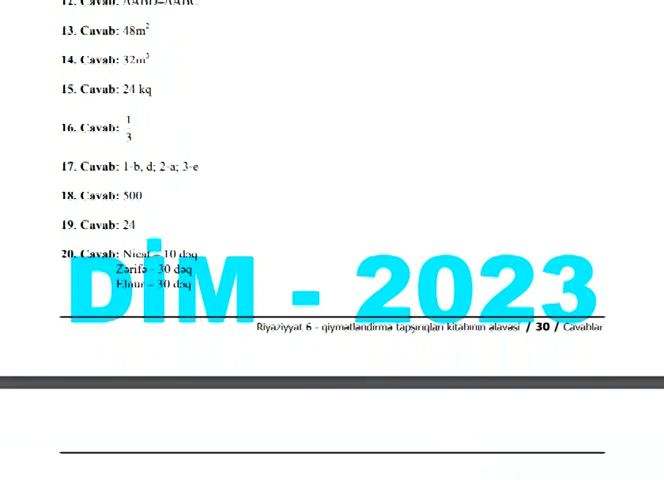 12. Cavab:
13. Cavab: 48m²
14. Cavab: 32m³
15. Cavab: 24 kq
16. Cavab: 1/3
17. Cavab: 1-b, d; 2-a; 3-e
18. Cavab: 500
19. Cavab: 24
20. Cavab: Nicat – 10 dəq
Zərifə - 30 dəq
Elnur – 30 dəq
DİM - 2023
Riyaziyyat 6 - qiymətləndirmə tapşırıqları kitabının əlavəsi / 30 / Cavablar